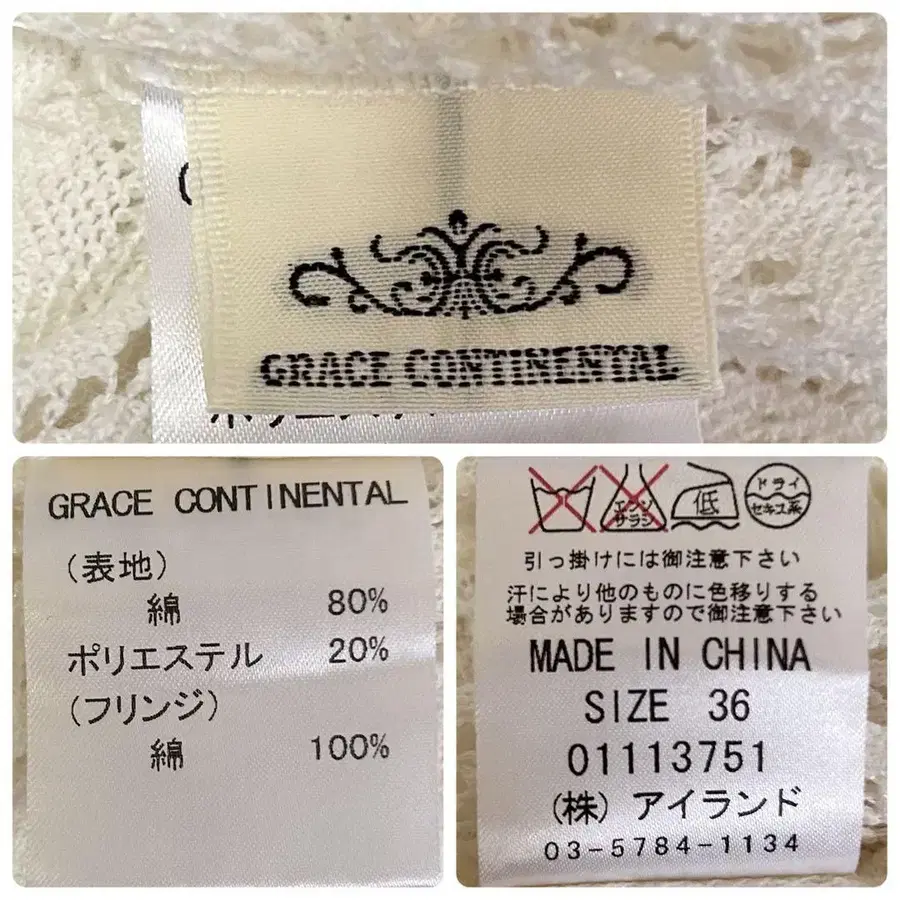 GRACE CONTINENTAL
GRACE CONTINENTAL
(表地)
綿 80%
ポリエステル 20%
(フリンジ)
綿 100%
エンソ
サラシ
低
ドライ
セキユ系
引っ掛けには御注意下さい
汗により他のものに色移りする
場合がありますので御注意下さい
MADE IN CHINA
SIZE 36
01113751
(株) アイランド
03-5784-1134